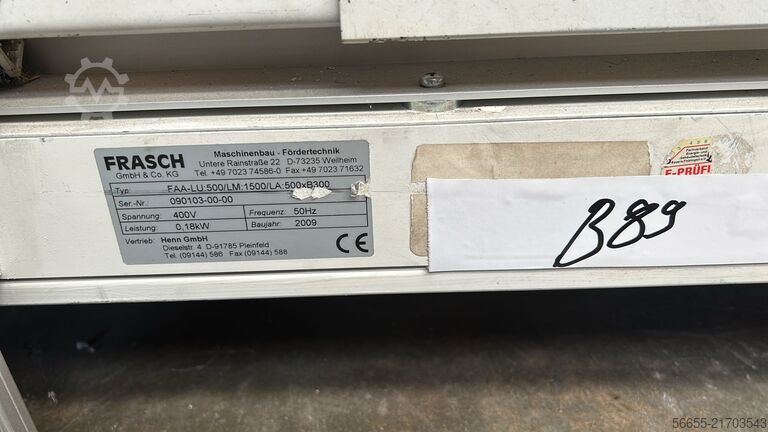 FRASCH
GmbH & Co. KG
Maschinenbau - Fördertechnik
Untere Rainstraße 22 D-73235 Weilheim
Tel.+49 7023 74586-0 Fax +49 7023 71632
Typ: FAA-LU:500/LM:1500/LA:500xB300
Ser.-Nr.: 090103-00-00
Spannung: 400V Frequenz: 50Hz
Leistung: 0,18kW Baujahr: 2009
Vertrieb: Henn GmbH
Dieselstr. 4 D-91785 Pleinfeld
Tel. (09144) 586 Fax (09144) 588
CE
E-PRÜFI
B89
56655-21703543